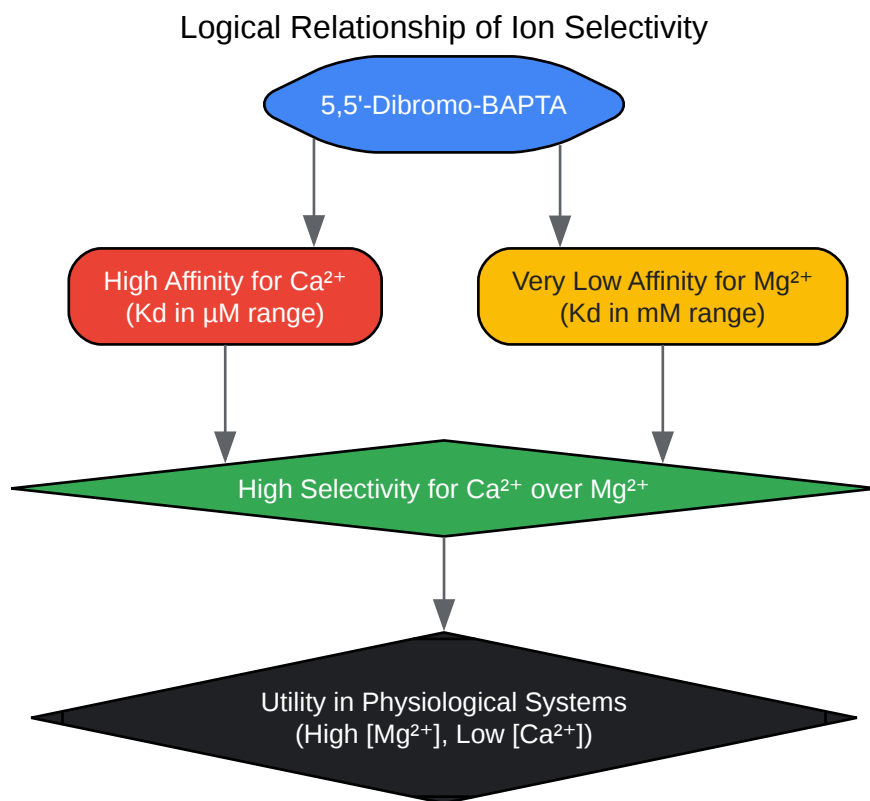 Logical Relationship of Ion Selectivity
5,5'-Dibromo-BAPTA
High Affinity for Ca²⁺
(Kd in µM range)
Very Low Affinity for Mg²⁺
(Kd in mM range)
High Selectivity for Ca²⁺ over Mg²⁺
Utility in Physiological Systems
(High [Mg²⁺], Low [Ca²⁺])